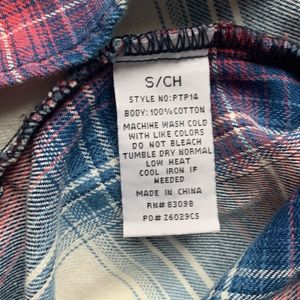 S/CH
STYLE NO:PTP14
BODY:100%COTTON
MACHINE WASH COLD
WITH LIKE COLORS
DO NOT BLEACH
TUMBLE DRY NORMAL
LOW HEAT
COOL IRON IF
NEEDED
MADE IN CHINA
RN# 83098
PO# Z6029CS